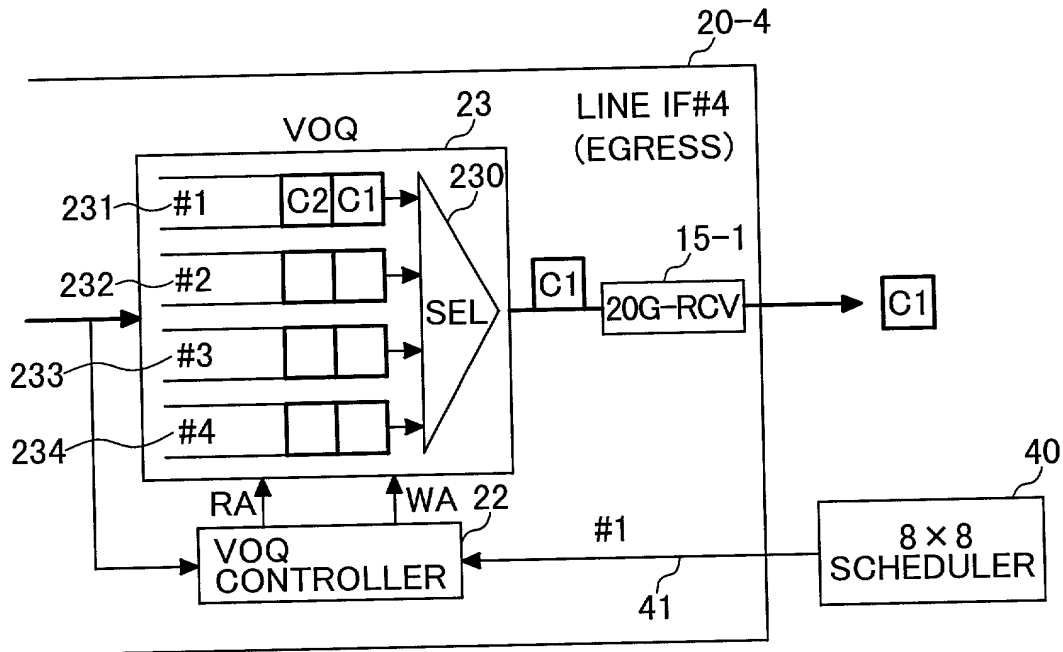 20-4
LINE IF#4
(EGRESS)
VOQ
23
230
231
#1
C2
C1
232
#2
SEL
C1
15-1
20G-RCV
C1
233
#3
234
#4
RA
WA
22
VOQ
CONTROLLER
#1
41
40
8×8
SCHEDULER